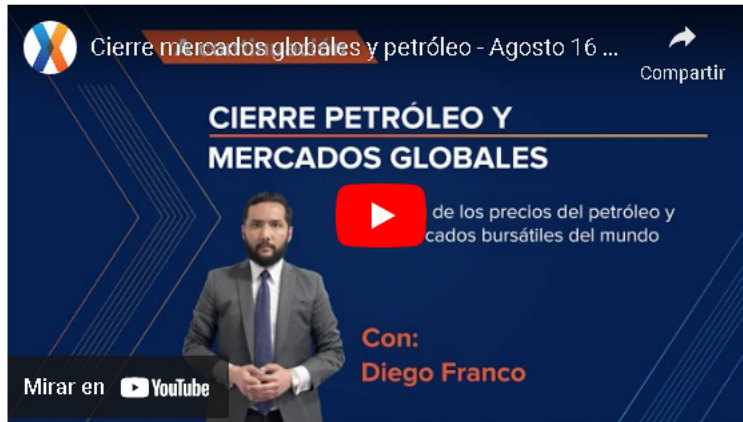 Cierre mercados globales y petróleo - Agosto 16 ...
A continuación
Compartir
CIERRE PETRÓLEO Y
MERCADOS GLOBALES
de los precios del petróleo y
cados bursátiles del mundo
Con:
Diego Franco
Mirar en YouTube